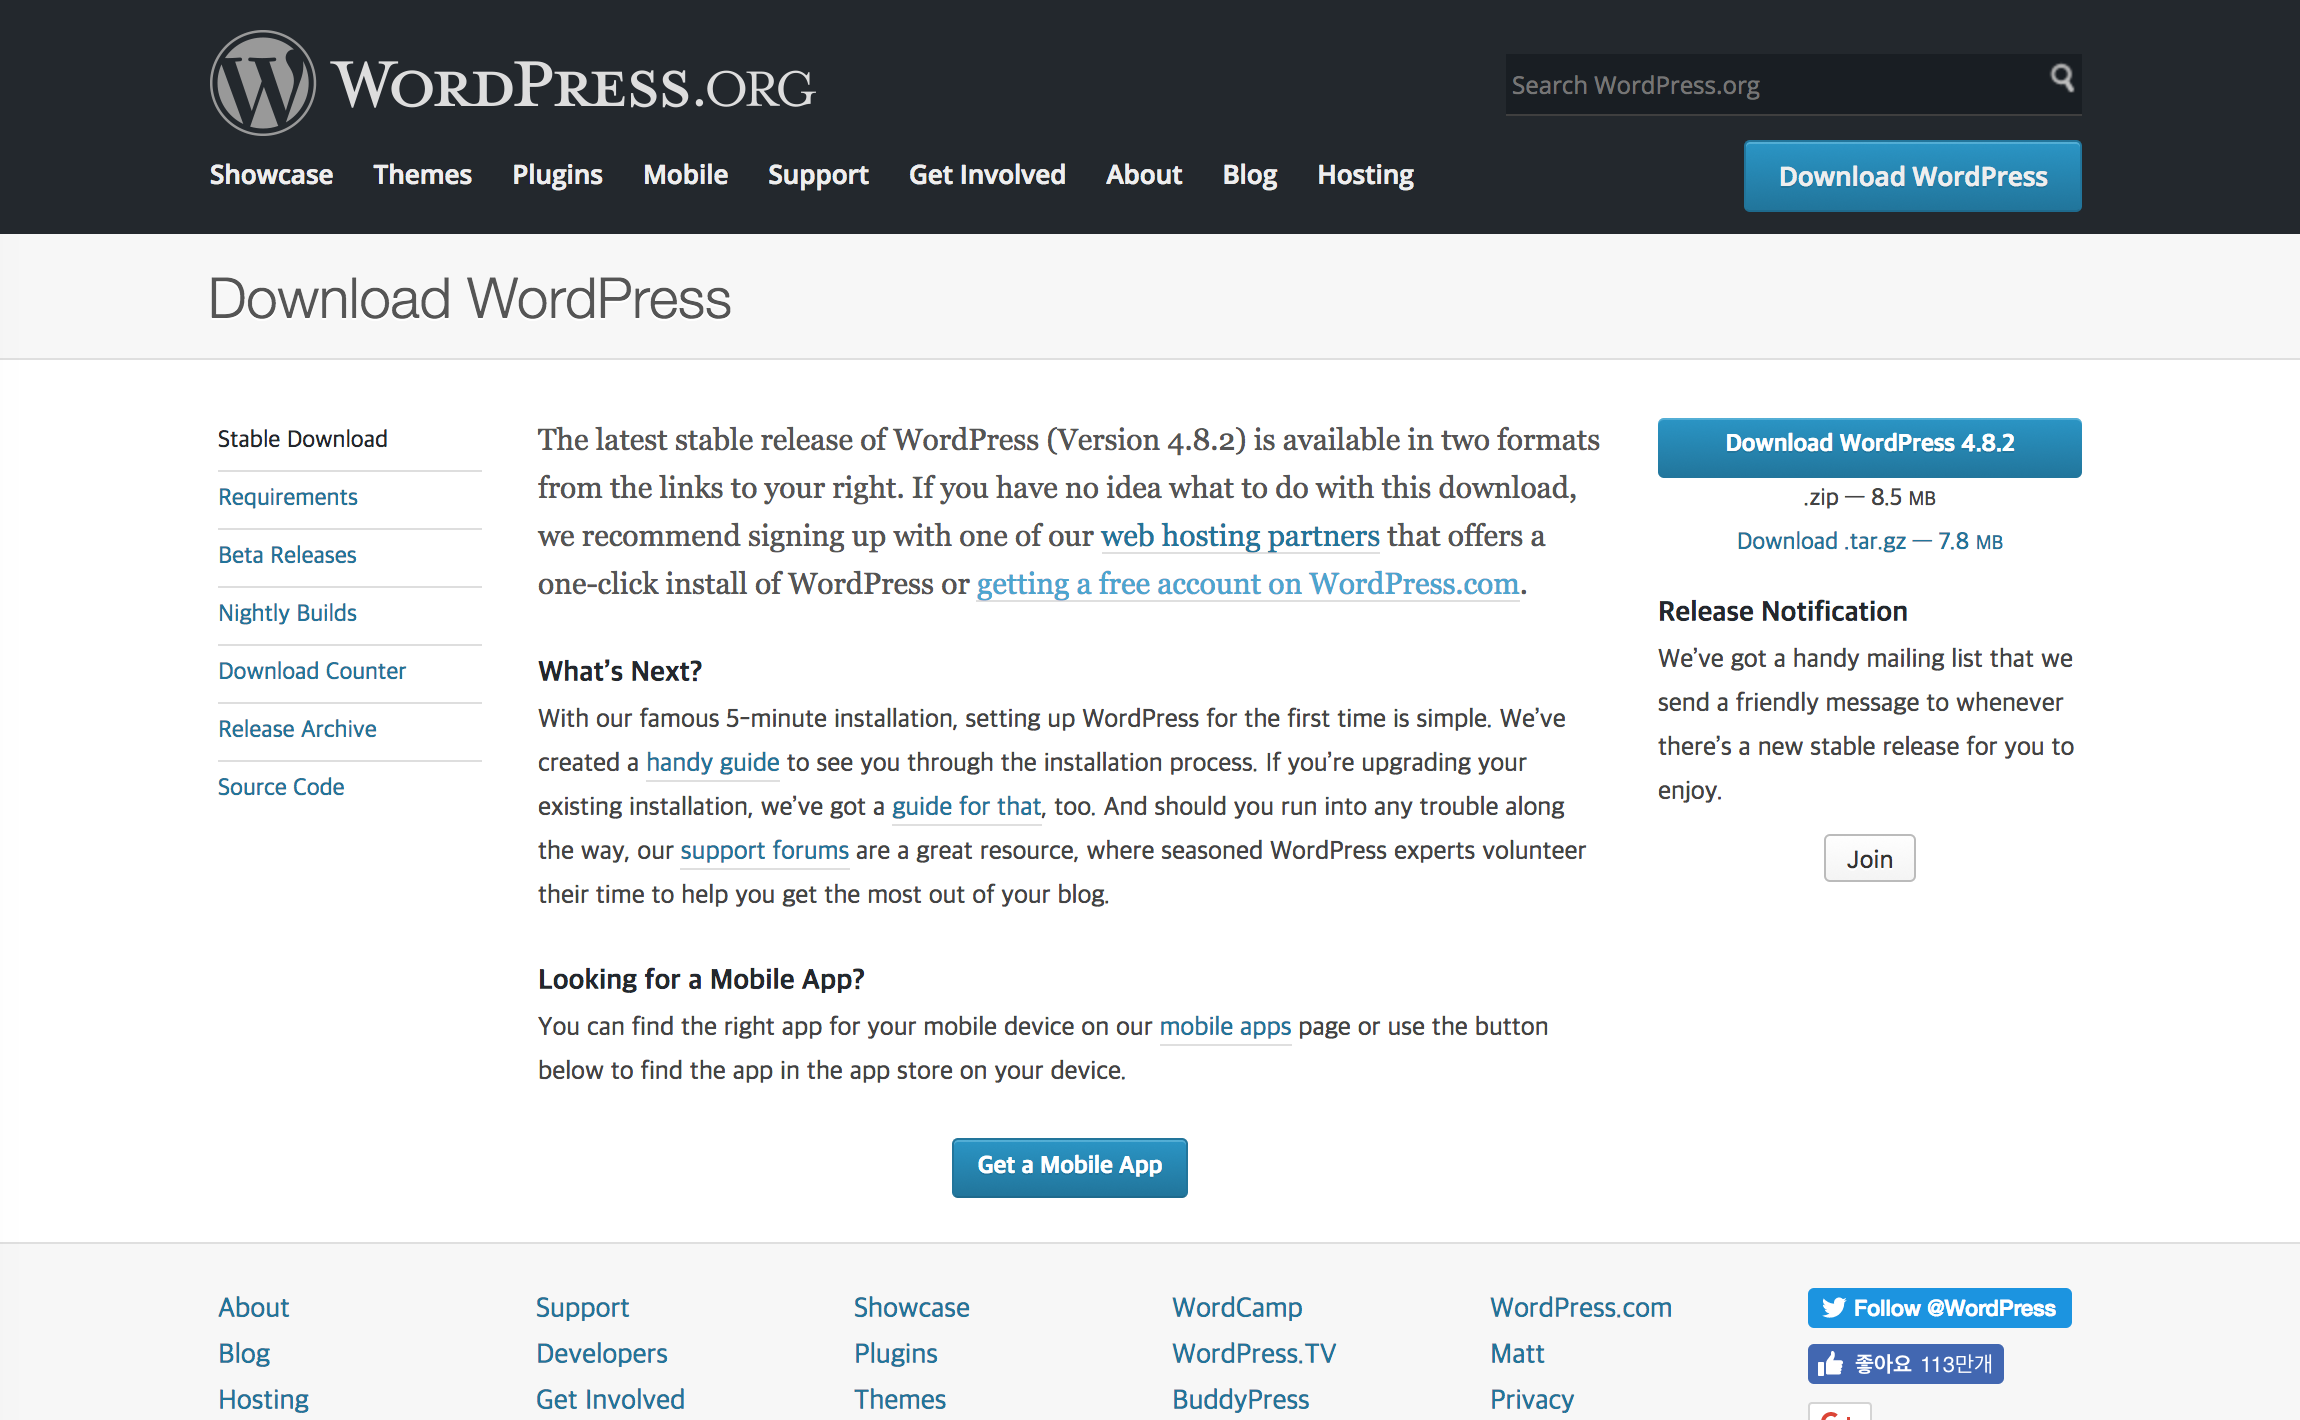 WORDPRESS.ORG
Search WordPress.org
Showcase Themes Plugins Mobile Support Get Involved About Blog Hosting
Download WordPress
Download WordPress
Stable Download
Requirements
Beta Releases
Nightly Builds
Download Counter
Release Archive
Source Code
The latest stable release of WordPress (Version 4.8.2) is available in two formats
from the links to your right. If you have no idea what to do with this download,
we recommend signing up with one of our web hosting partners that offers a
one-click install of WordPress or getting a free account on WordPress.com.
What’s Next?
With our famous 5-minute installation, setting up WordPress for the first time is simple. We’ve
created a handy guide to see you through the installation process. If you’re upgrading your
existing installation, we’ve got a guide for that, too. And should you run into any trouble along
the way, our support forums are a great resource, where seasoned WordPress experts volunteer
their time to help you get the most out of your blog.
Looking for a Mobile App?
You can find the right app for your mobile device on our mobile apps page or use the button
below to find the app in the app store on your device.
Get a Mobile App
Download WordPress 4.8.2
.zip — 8.5 MB
Download .tar.gz — 7.8 MB
Release Notification
We’ve got a handy mailing list that we
send a friendly message to whenever
there’s a new stable release for you to
enjoy.
Join
About
Blog
Hosting
Support
Developers
Get Involved
Showcase
Plugins
Themes
WordCamp
WordPress.TV
BuddyPress
WordPress.com
Matt
Privacy
Follow @WordPress
좋아요 113만개